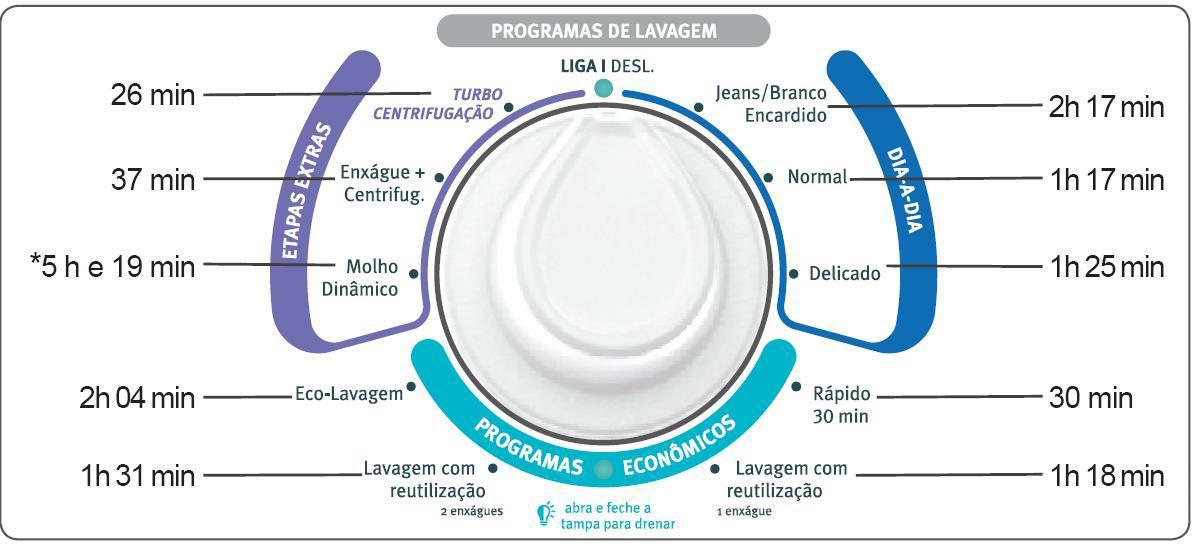 PROGRAMAS DE LAVAGEM
LIGA I DESL.
26 min
TURBO
CENTRIFUGAÇÃO
37 min
Enxágue +
Centrifug.
*5 h e 19 min
Molho
Dinâmico
ETAPAS EXTRAS
Jeans/Branco
Encardido
2h 17 min
Normal
1h 17 min
Delicado
1h 25 min
DIA-A-DIA
2h 04 min
Eco-Lavagem
1h 31 min
Lavagem com
reutilização
2 enxágues
PROGRAMAS ECONÔMICOS
Rápido
30 min
30 min
Lavagem com
reutilização
1 enxágue
1h 18 min
abra e feche a
tampa para drenar